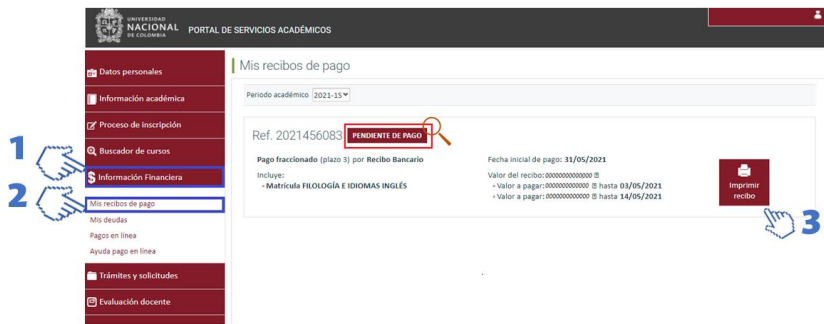 UNIVERSIDAD
NACIONAL
DE COLOMBIA
PORTAL DE SERVICIOS ACADÉMICOS
Datos personales
Información académica
Proceso de inscripción
Buscador de cursos
1
$ Información Financiera
2
Mis recibos de pago
Mis deudas
Pagos en línea
Ayuda pago en línea
Trámites y solicitudes
Evaluación docente
Mis recibos de pago
Periodo académico 2021-1S
Ref. 2021456083 PENDIENTE DE PAGO
Pago fraccionado (plazo 3) por Recibo Bancario
Incluye:
- Matrícula FILOLOGÍA E IDIOMAS INGLÉS
Fecha inicial de pago: 31/05/2021
Valor del recibo: 0000000000000
- Valor a pagar: 000000000000 hasta 03/05/2021
- Valor a pagar: 000000000000 hasta 14/05/2021
Imprimir
recibo
3